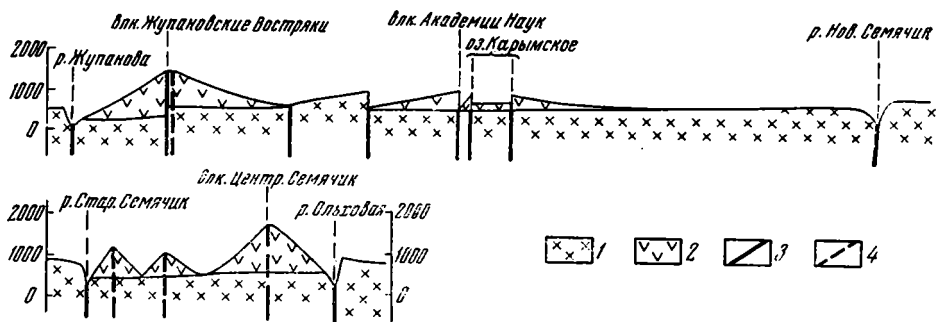 влк. Жупановские Востряки
влк. Академии Наук
оз. Карымское
р. Нов. Семячик
р. Жупанова
2000
1000
0
влк. Центр. Семячик
р. Стар. Семячик
р. Ольховая
2000
2000
1000
1000
0
0
1
2
3
4